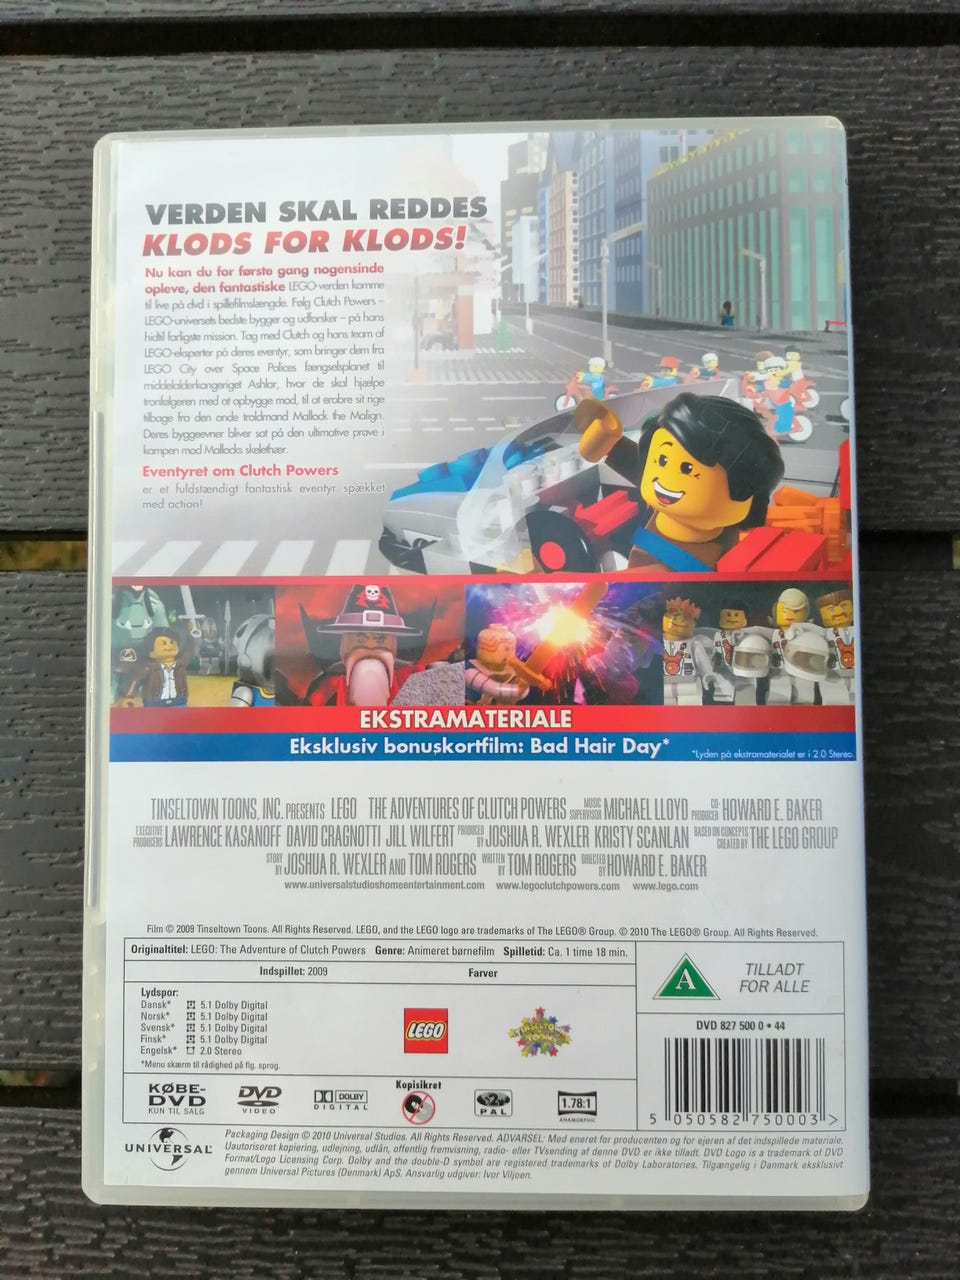 VERDEN SKAL REDDES
KLODS FOR KLODS!
Nu kan du for første gang nogensinde
opleve, den fantastiske LEGO-verden komme
til live på dvd i spillefilmslængde. Følg Clutch Powers –
LEGO-universets bedste bygger og udforsker – på hans
hidtil farligste mission. Tag med Clutch og hans team af
LEGO-eksperter på deres eventyr, som bringer dem fra
LEGO City over Space Polices fængselsplanet til
middelalderkongeriget Ashlar, hvor de skal hjælpe
tronfølgeren med at opbygge mod, til at erobre sit rige
tilbage fra den onde troldmand Mallock the Malign.
Deres byggeevner bliver sat på den ultimative prøve i
kampen mod Mallocks skelethær.
Eventyret om Clutch Powers
er et fuldstændigt fantastisk eventyr spækket
med action!
EKSTRAMATERIALE
Eksklusiv bonuskortfilm: Bad Hair Day*
*Lyden på ekstramaterialet er i 2.0 Stereo
TINSELTOWN TOONS, INC. PRESENTS LEGO THE ADVENTURES OF CLUTCH POWERS MUSIC SUPERVISOR MICHAEL LLOYD CO-PRODUCER HOWARD E. BAKER
EXECUTIVE PRODUCERS LAWRENCE KASANOFF DAVID CRAGNOTTI JILL WILFERT PRODUCED BY JOSHUA R. WEXLER KRISTY SCANLAN BASED ON CONCEPTS CREATED BY THE LEGO GROUP
STORY BY JOSHUA R. WEXLER AND TOM ROGERS WRITTEN BY TOM ROGERS DIRECTED BY HOWARD E. BAKER
www.universalstudioshomeentertainment.com www.legoclutchpowers.com www.lego.com
Film © 2009 Tinseltown Toons. All Rights Reserved. LEGO, and the LEGO logo are trademarks of The LEGO® Group. © 2010 The LEGO® Group. All Rights Reserved.
Originaltitel: LEGO: The Adventure of Clutch Powers Genre: Animeret børnefilm Spilletid: Ca. 1 time 18 min.
Indspillet: 2009 Farver
Lydspor:
Dansk* 5.1 Dolby Digital
Norsk* 5.1 Dolby Digital
Svensk* 5.1 Dolby Digital
Finsk* 5.1 Dolby Digital
Engelsk* 2.0 Stereo
*Menu skærm til rådighed på flg. sprog.
LEGO
TINSELTOWN TOONS
A
TILLADT
FOR ALLE
DVD 827 500 0 • 44
5 050582 750003 >
KØBE-
DVD
KUN TIL SALG
DVD
VIDEO
DOLBY
DIGITAL
Kopisikret
2
PAL
1.78:1
ANAMORPHIC
UNIVERSAL
Packaging Design © 2010 Universal Studios. All Rights Reserved. ADVARSEL: Med eneret for producenten og for ejeren af det indspillede materiale.
Uautoriseret kopiering, udlejning, udlån, offentlig fremvisning, radio- eller TVsending af denne DVD er ikke tilladt. DVD Logo is a trademark of DVD
Format/Logo Licensing Corp. Dolby and the double-D symbol are registered trademarks of Dolby Laboratories. Tilgængelig i Danmark eksklusivt
gennem Universal Pictures (Denmark) ApS. Ansvarlig udgiver: Ivor Viljoen.